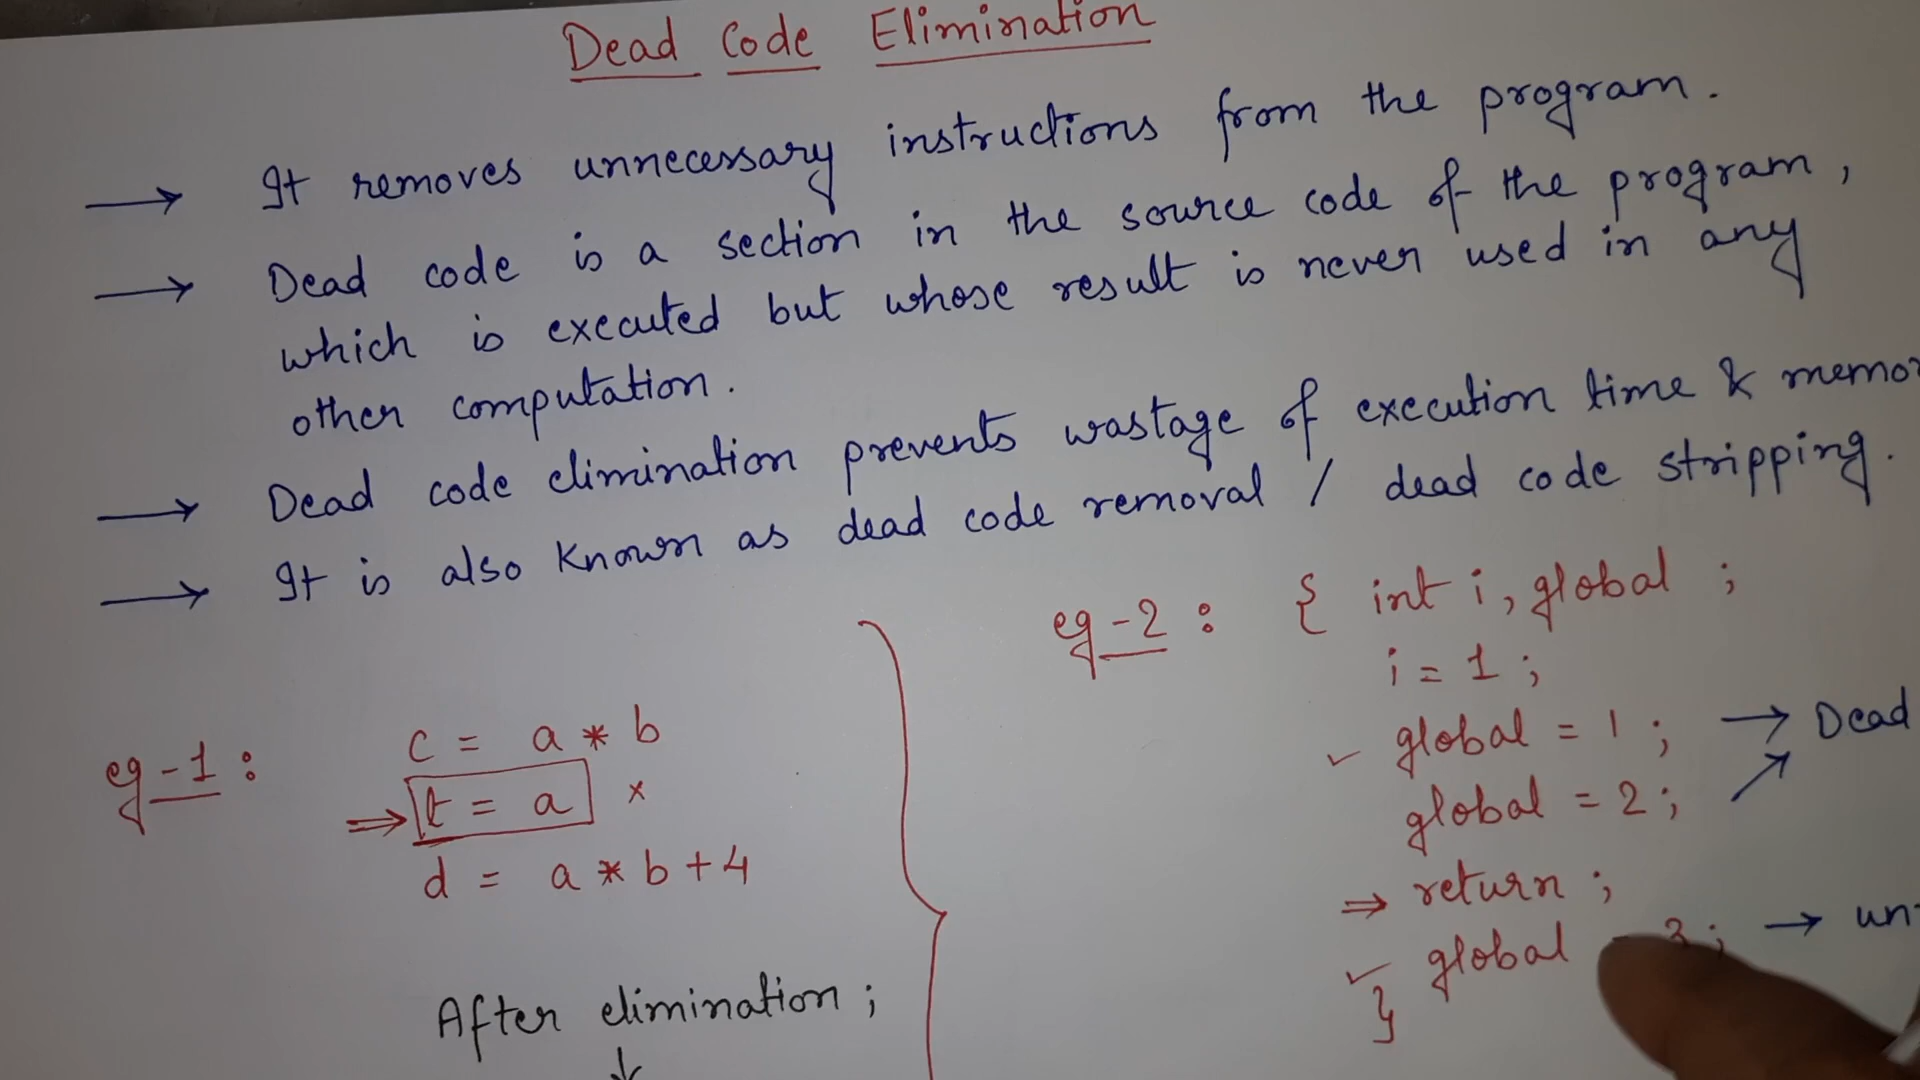 Dead Code Elimination
→ It removes unnecessary instructions from the program.
→ Dead code is a section in the source code of the program,
which is executed but whose result is never used in any
other computation.
→ Dead code elimination prevents wastage of execution time &
→ It is also known as dead code removal / dead code stripping.
eg-1:
c = a * b
⇒ t = a ×
d = a * b + 4
After elimination;
↓
eg-2: { int i, global ;
i = 1 ;
✓ global = 1 ; → Dead
global = 2 ;
⇒ return ;
✓ global 3 ; →
}